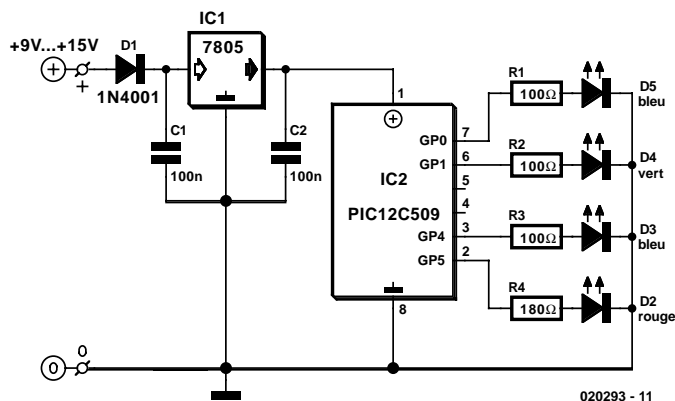 IC1
+9V...+15V
D1
7805
+
1N4001
C1
100n
C2
100n
1
IC2
PIC12C509
GP0
7
GP1
6
5
4
GP4
3
GP5
2
8
R1
100Ω
D5
bleu
R2
100Ω
D4
vert
R3
100Ω
D3
bleu
R4
180Ω
D2
rouge
0
0
020293 - 11